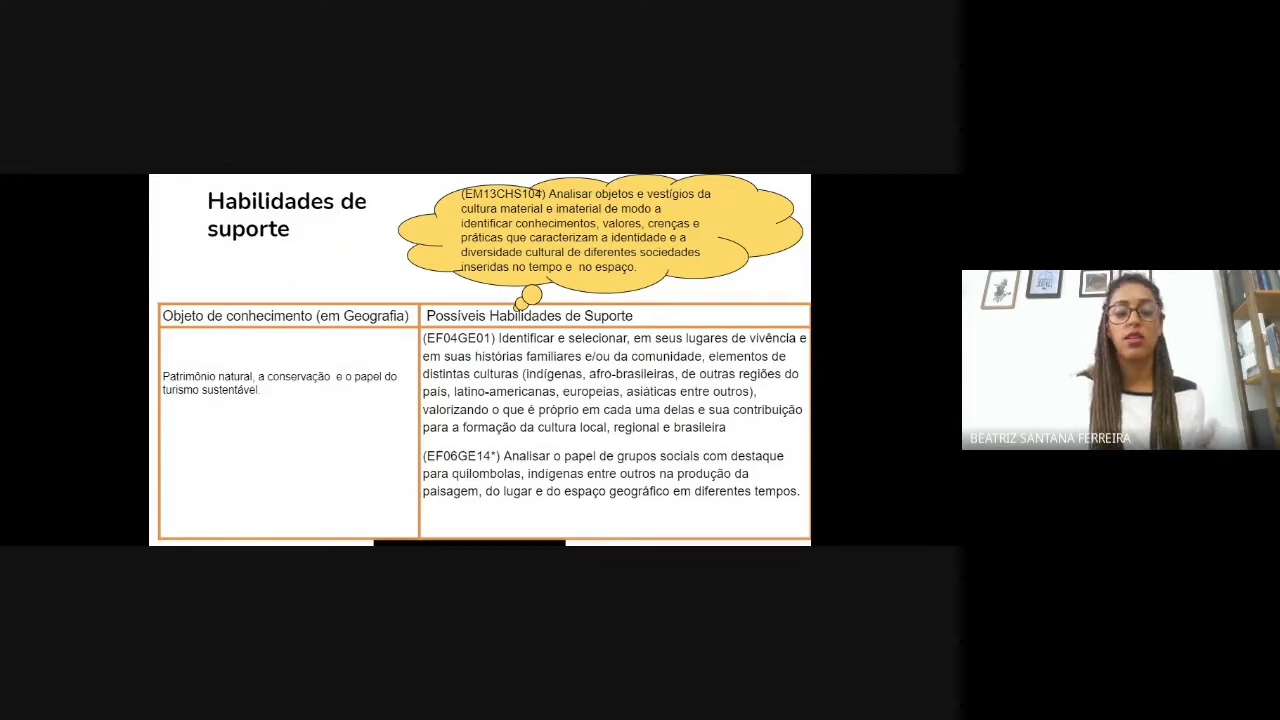 Habilidades de
suporte
(EM13CHS104) Analisar objetos e vestígios da
cultura material e imaterial de modo a
identificar conhecimentos, valores, crenças e
práticas que caracterizam a identidade e a
diversidade cultural de diferentes sociedades
inseridas no tempo e no espaço.
Objeto de conhecimento (em Geografia)
Possíveis Habilidades de Suporte
Patrimônio natural, a conservação e o papel do
turismo sustentável.
(EF04GE01) Identificar e selecionar, em seus lugares de vivência e
em suas histórias familiares e/ou da comunidade, elementos de
distintas culturas (indígenas, afro-brasileiras, de outras regiões do
país, latino-americanas, europeias, asiáticas entre outros),
valorizando o que é próprio em cada uma delas e sua contribuição
para a formação da cultura local, regional e brasileira
(EF06GE14*) Analisar o papel de grupos sociais com destaque
para quilombolas, indígenas entre outros na produção da
paisagem, do lugar e do espaço geográfico em diferentes tempos.
BEATRIZ SANTANA FERREIRA